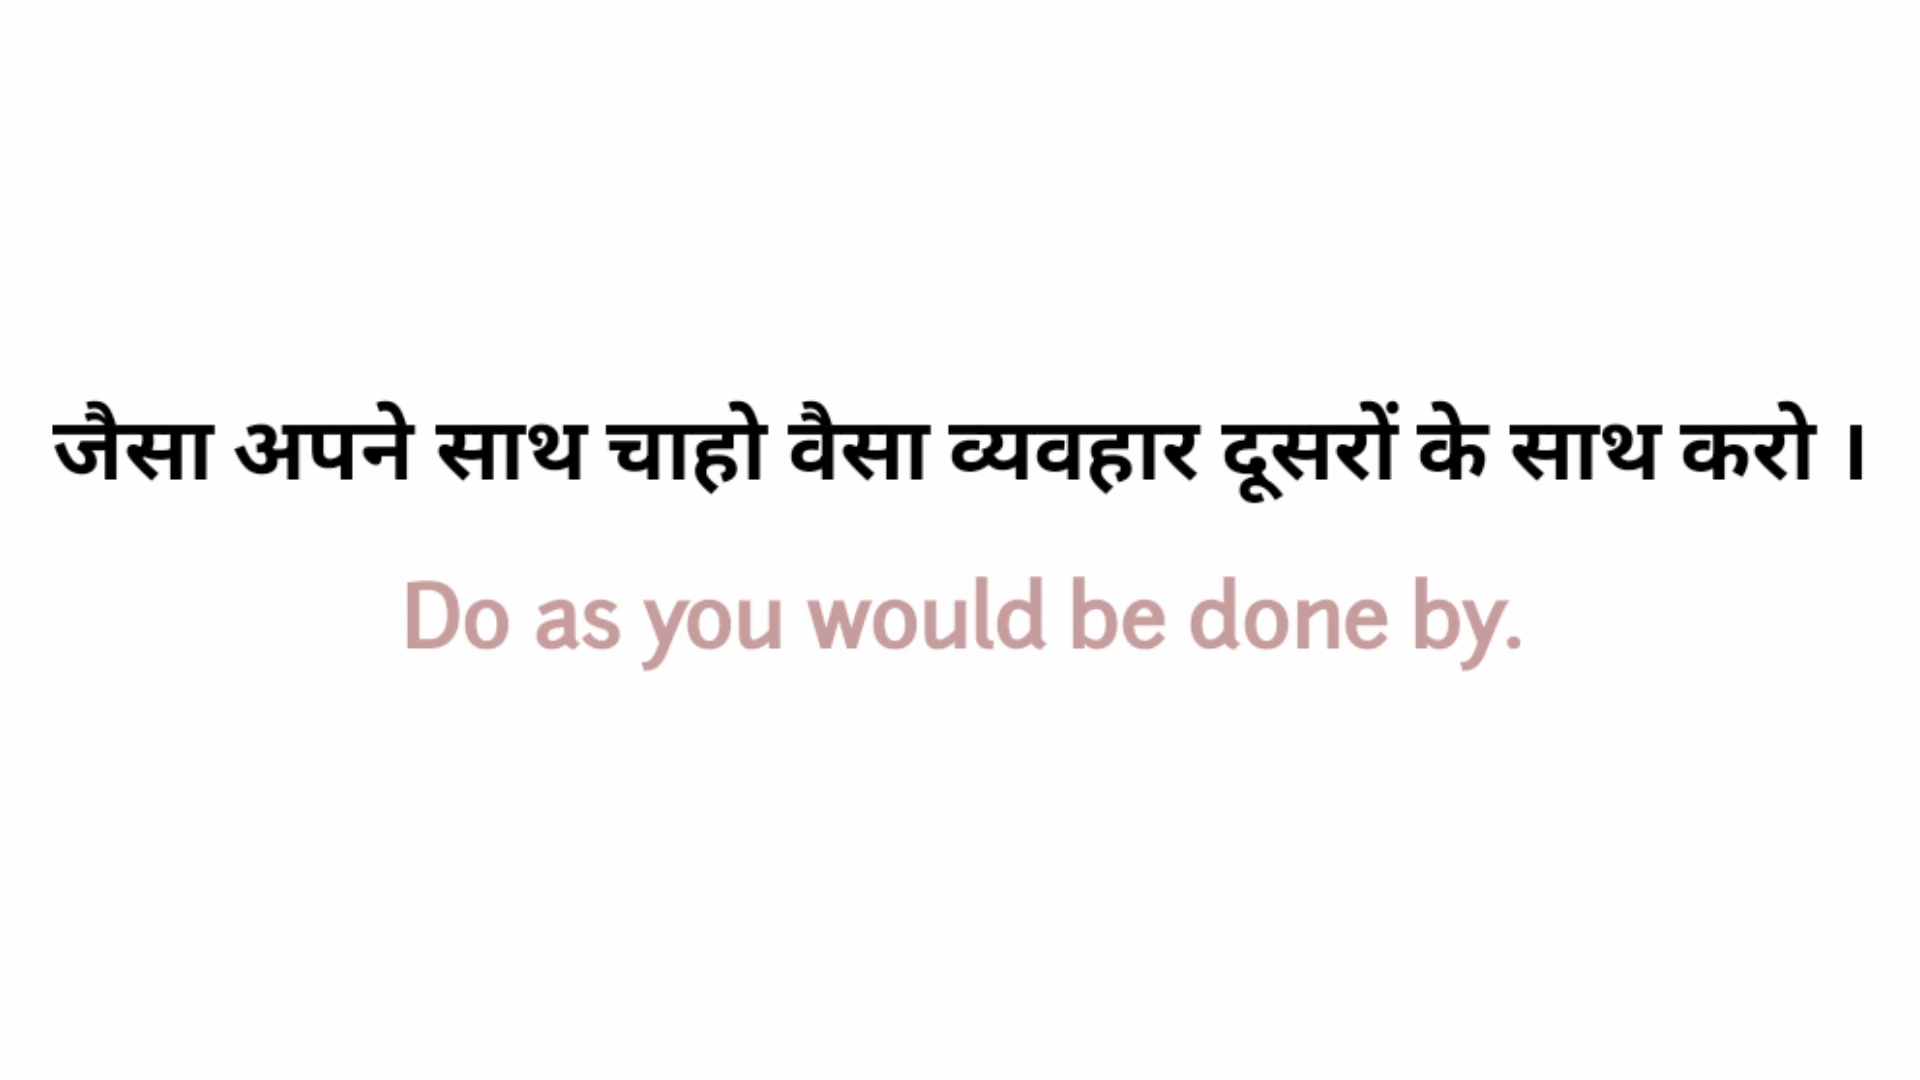 जैसा अपने साथ चाहो वैसा व्यवहार दूसरों के साथ करो ।
Do as you would be done by.